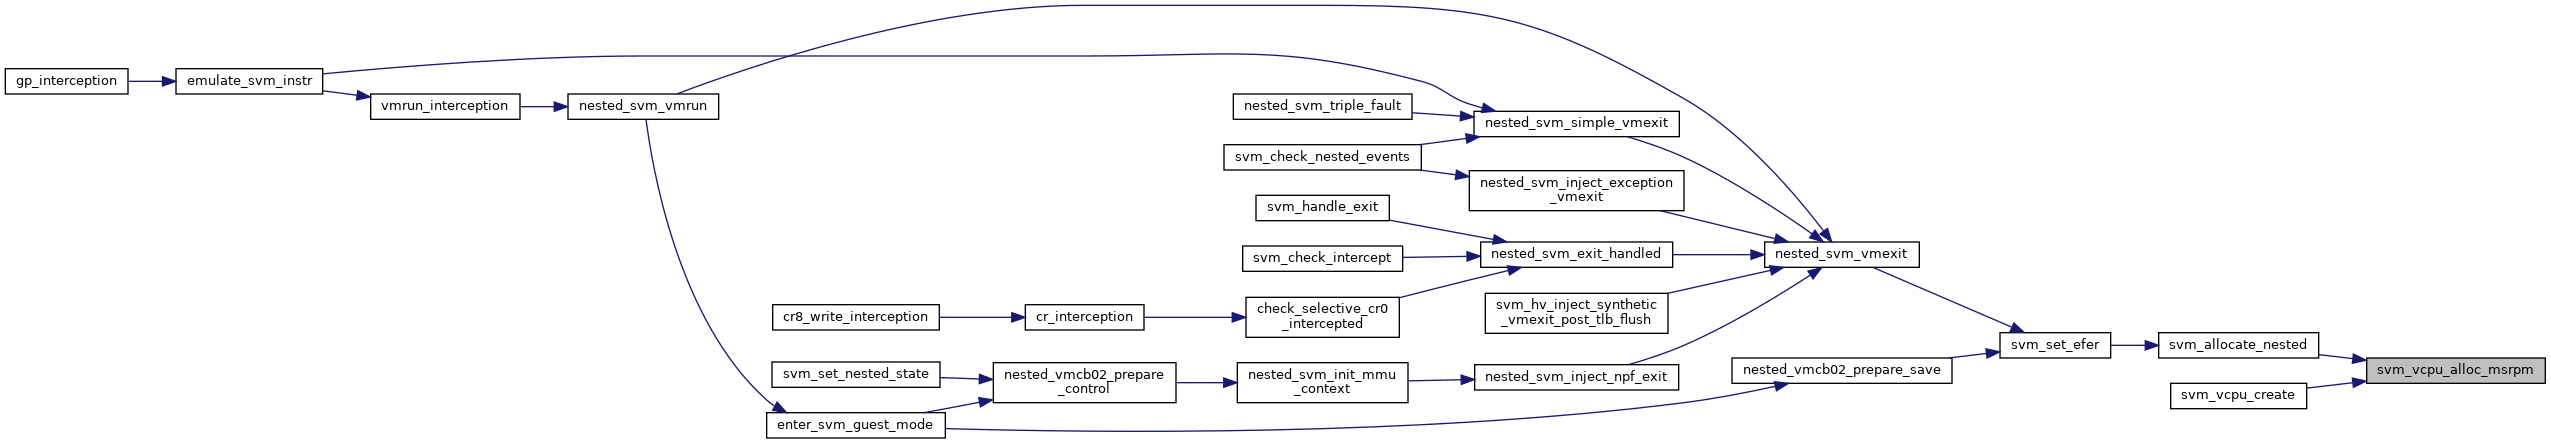 gp_interception
emulate_svm_instr
vmrun_interception
nested_svm_vmrun
nested_svm_triple_fault
nested_svm_simple_vmexit
svm_check_nested_events
nested_svm_inject_exception
_vmexit
svm_handle_exit
svm_check_intercept
nested_svm_exit_handled
nested_svm_vmexit
svm_hv_inject_synthetic
_vmexit_post_tlb_flush
check_selective_cr0
_intercepted
cr_interception
cr8_write_interception
svm_set_nested_state
nested_vmcb02_prepare
_control
nested_svm_init_mmu
_context
nested_svm_inject_npf_exit
nested_vmcb02_prepare_save
enter_svm_guest_mode
svm_set_efer
svm_allocate_nested
svm_vcpu_alloc_msrpm
svm_vcpu_create